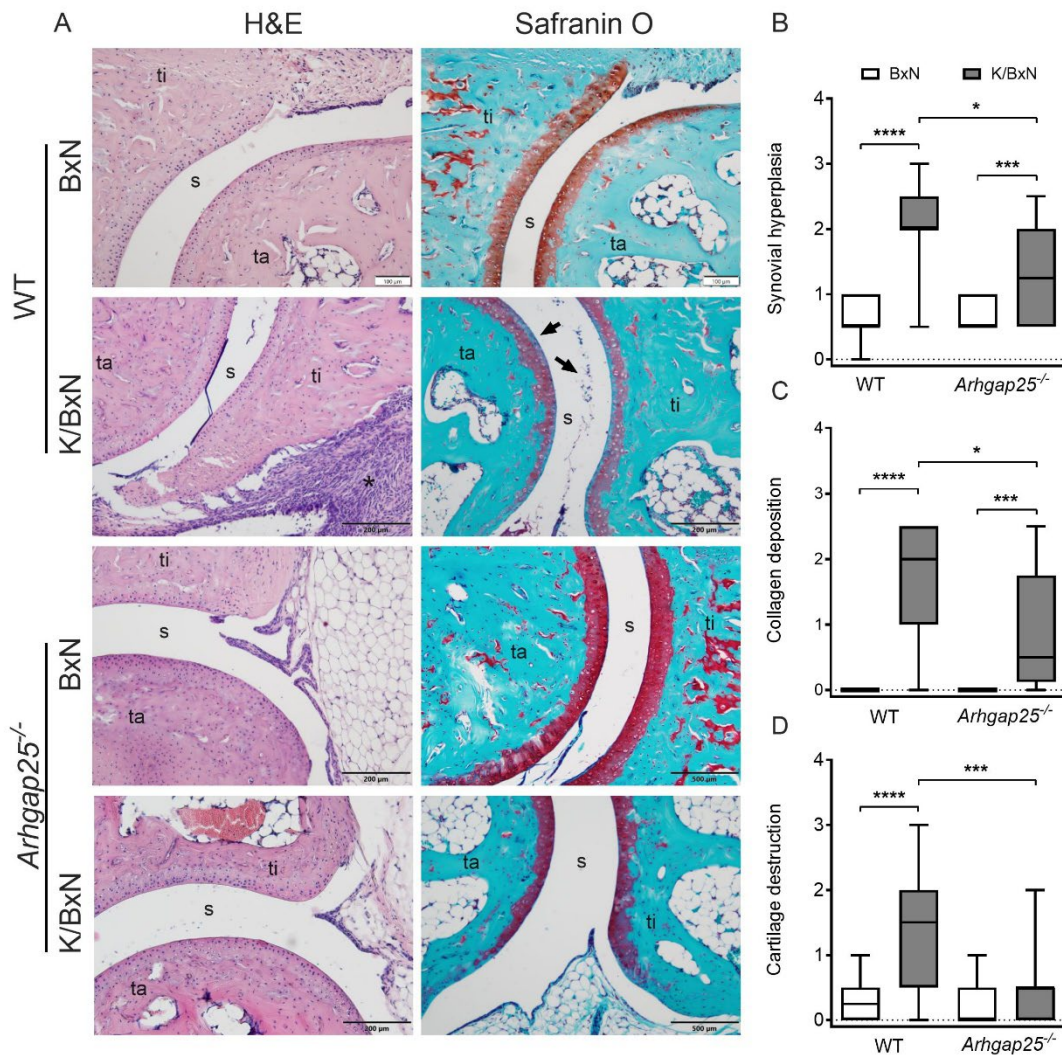 A
H&E
Safranin O
WT
BxN
ti
s
ta
100 µm
ti
s
ta
100 µm
K/BxN
ta
s
ti
*
200 µm
ta
s
ti
200 µm
Arhgap25-/-
BxN
ti
s
ta
200 µm
s
ti
ta
500 µm
K/BxN
ti
s
ta
200 µm
ta
s
ti
500 µm
B
BxN K/BxN
Synovial hyperplasia
4
3
2
1
0
****
*
***
WT Arhgap25-/-
C
Collagen deposition
4
3
2
1
0
****
*
***
WT Arhgap25-/-
D
Cartilage destruction
4
3
2
1
0
****
***
WT Arhgap25-/-